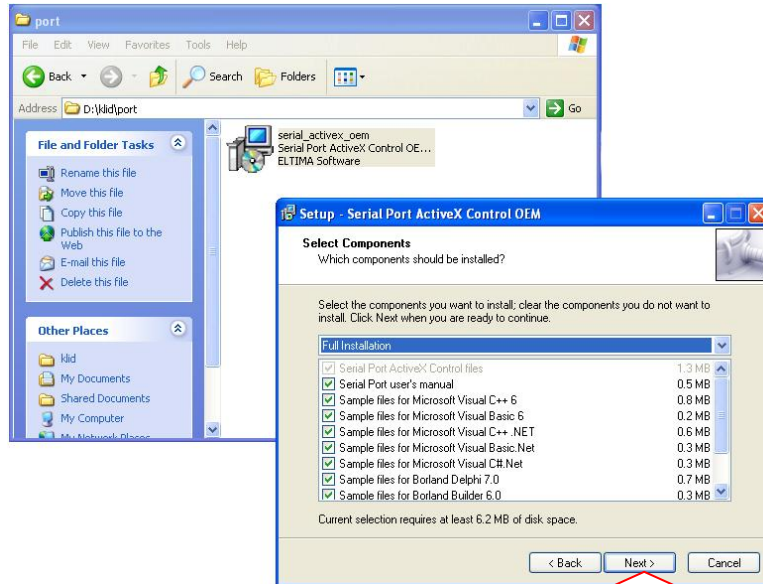 port
File Edit View Favorites Tools Help
Back Search Folders
Address D:\klid\port Go
File and Folder Tasks
Rename this file
Move this file
Copy this file
Publish this file to the
Web
E-mail this file
Delete this file
Other Places
klid
My Documents
Shared Documents
My Computer
My Network Places
serial_activex_oem
Serial Port ActiveX Control OE...
ELTIMA Software
Setup - Serial Port ActiveX Control OEM
Select Components
Which components should be installed?
Select the components you want to install; clear the components you do not want to
install. Click Next when you are ready to continue.
Full Installation
Serial Port ActiveX Control files 1.3 MB
Serial Port user's manual 0.5 MB
Sample files for Microsoft Visual C++ 6 0.8 MB
Sample files for Microsoft Visual Basic 6 0.2 MB
Sample files for Microsoft Visual C++ .NET 0.6 MB
Sample files for Microsoft Visual Basic.Net 0.3 MB
Sample files for Microsoft Visual C#.Net 0.3 MB
Sample files for Borland Delphi 7.0 0.7 MB
Sample files for Borland Builder 6.0 0.3 MB
Current selection requires at least 6.2 MB of disk space.
< Back Next > Cancel